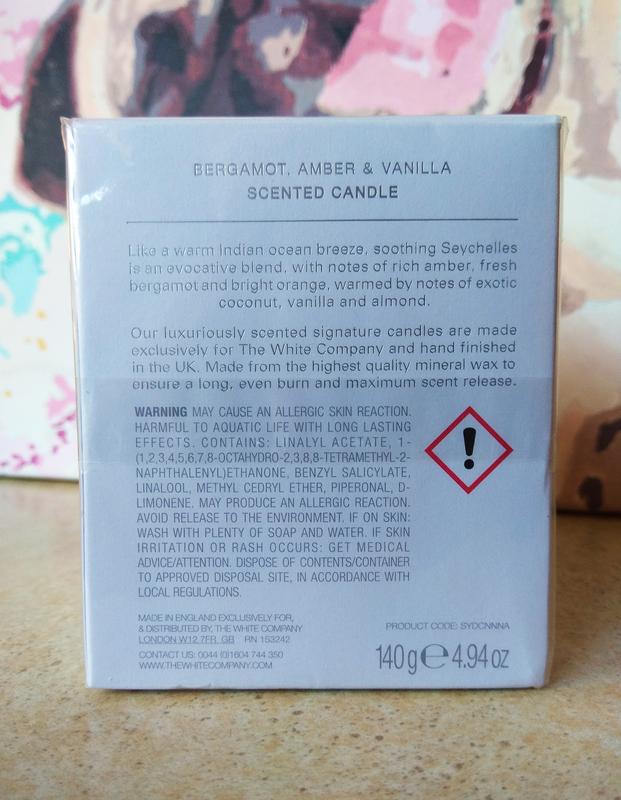 BERGAMOT, AMBER & VANILLA
SCENTED CANDLE
Like a warm Indian ocean breeze, soothing Seychelles
is an evocative blend, with notes of rich amber, fresh
bergamot and bright orange, warmed by notes of exotic
coconut, vanilla and almond.
Our luxuriously scented signature candles are made
exclusively for The White Company and hand finished
in the UK. Made from the highest quality mineral wax to
ensure a long, even burn and maximum scent release.
WARNING MAY CAUSE AN ALLERGIC SKIN REACTION.
HARMFUL TO AQUATIC LIFE WITH LONG LASTING
EFFECTS. CONTAINS: LINALYL ACETATE, 1-
(1,2,3,4,5,6,7,8-OCTAHYDRO-2,3,8,8-TETRAMETHYL-2-
NAPHTHALENYL)ETHANONE, BENZYL SALICYLATE,
LINALOOL, METHYL CEDRYL ETHER, PIPERONAL, D-
LIMONENE. MAY PRODUCE AN ALLERGIC REACTION.
AVOID RELEASE TO THE ENVIRONMENT. IF ON SKIN:
WASH WITH PLENTY OF SOAP AND WATER. IF SKIN
IRRITATION OR RASH OCCURS: GET MEDICAL
ADVICE/ATTENTION. DISPOSE OF CONTENTS/CONTAINER
TO APPROVED DISPOSAL SITE, IN ACCORDANCE WITH
LOCAL REGULATIONS.
MADE IN ENGLAND EXCLUSIVELY FOR,
& DISTRIBUTED BY, THE WHITE COMPANY
LONDON W12 7FR GB RN 153242
CONTACT US: 0044 (0)1604 744 350
WWW.THEWHITECOMPANY.COM
PRODUCT CODE: SYDCNNNA
140g℮4.94oz